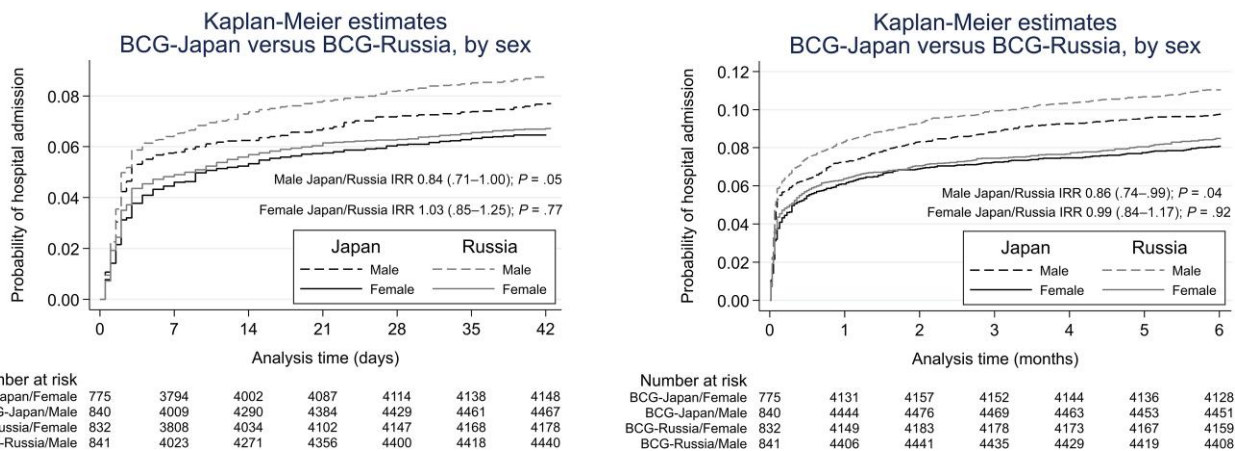 Kaplan-Meier estimates
BCG-Japan versus BCG-Russia, by sex
Probability of hospital admission
0.08
0.06
0.04
0.02
0.00
Male Japan/Russia IRR 0.84 (.71–1.00); P = .05
Female Japan/Russia IRR 1.03 (.85–1.25); P = .77
Japan Russia
Male Male
Female Female
0 7 14 21 28 35 42
Analysis time (days)
mber at risk
apan/Female 775 3794 4002 4087 4114 4138 4148
G-Japan/Male 840 4009 4290 4384 4429 4461 4467
ussia/Female 832 3808 4034 4102 4147 4168 4178
-Russia/Male 841 4023 4271 4356 4400 4418 4440
Kaplan-Meier estimates
BCG-Japan versus BCG-Russia, by sex
Probability of hospital admission
0.12
0.10
0.08
0.06
0.04
0.02
0.00
Male Japan/Russia IRR 0.86 (.74–.99); P = .04
Female Japan/Russia IRR 0.99 (.84–1.17); P = .92
Japan Russia
Male Male
Female Female
0 1 2 3 4 5 6
Analysis time (months)
Number at risk
BCG-Japan/Female 775 4131 4157 4152 4144 4136 4128
BCG-Japan/Male 840 4444 4476 4469 4463 4453 4451
BCG-Russia/Female 832 4149 4183 4178 4173 4167 4159
BCG-Russia/Male 841 4406 4441 4435 4429 4419 4408